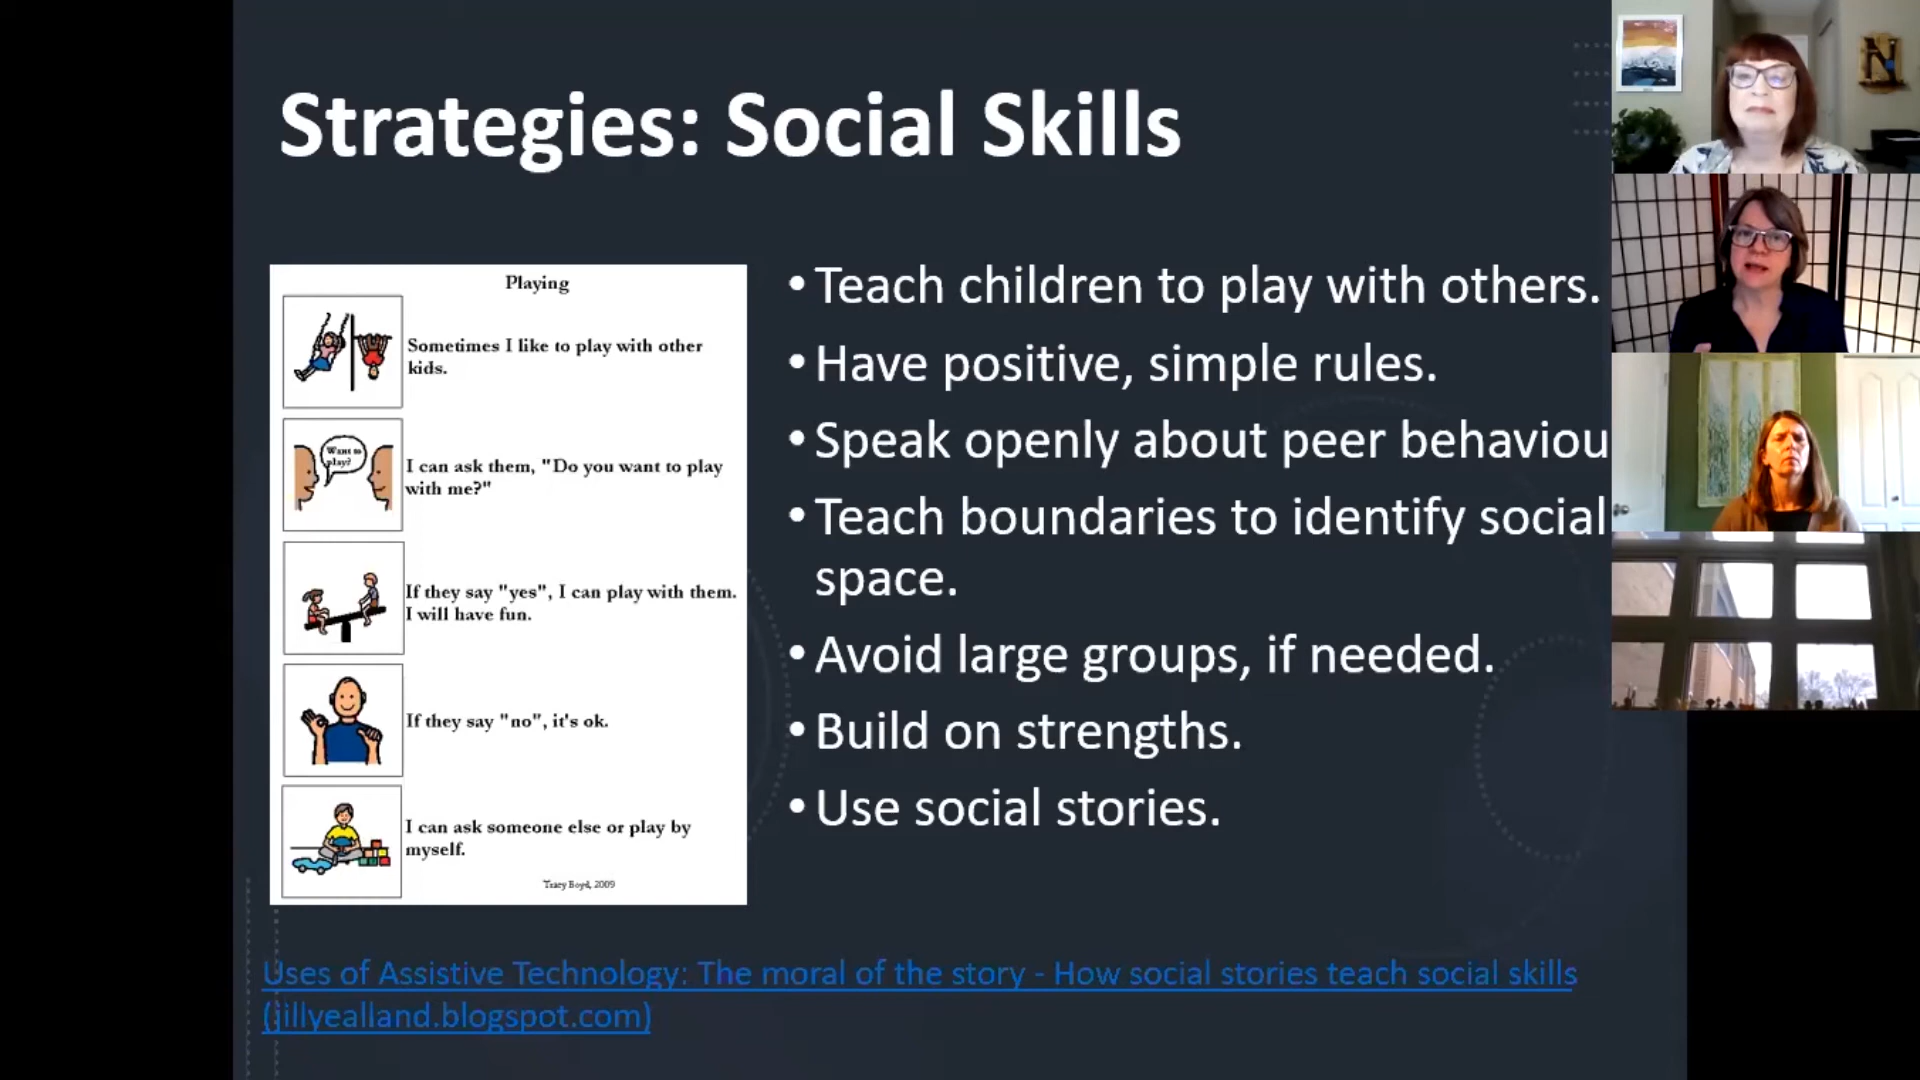 Strategies: Social Skills
Playing
Sometimes I like to play with other
kids.
Want to
play?
I can ask them, "Do you want to play
with me?"
If they say "yes", I can play with them.
I will have fun.
If they say "no", it's ok.
I can ask someone else or play by
myself.
Tracy Boyd, 2009
• Teach children to play with others.
• Have positive, simple rules.
• Speak openly about peer behaviou
• Teach boundaries to identify social
space.
• Avoid large groups, if needed.
• Build on strengths.
• Use social stories.
Uses of Assistive Technology: The moral of the story - How social stories teach social skills
(jillyealland.blogspot.com)
N